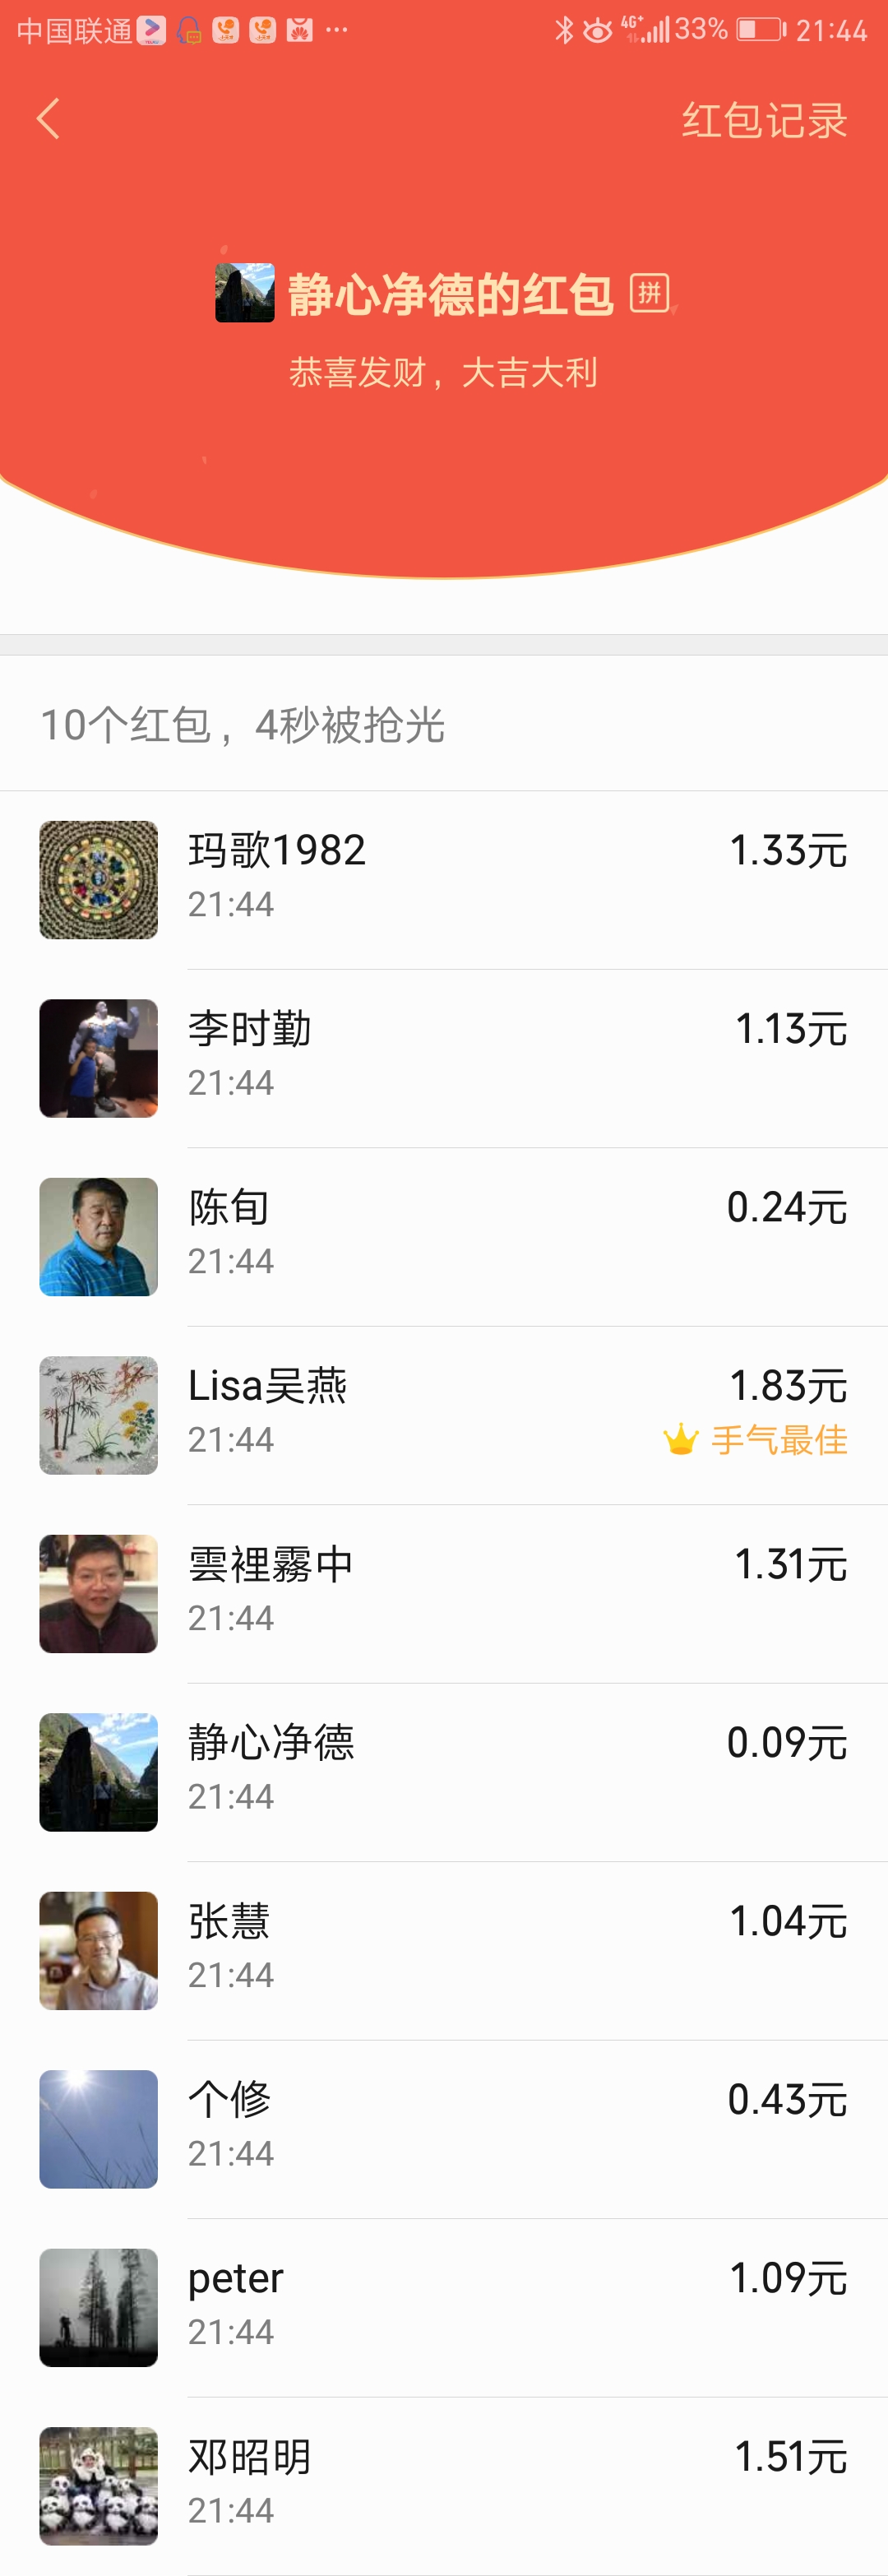 中国联通 4G+ 33% 21:44
红包记录
静心净德的红包 拼
恭喜发财，大吉大利
10个红包，4秒被抢光
玛歌1982 1.33元
21:44
李时勤 1.13元
21:44
陈旬 0.24元
21:44
Lisa吴燕 1.83元
21:44 手气最佳
雲裡霧中 1.31元
21:44
静心净德 0.09元
21:44
张慧 1.04元
21:44
个修 0.43元
21:44
peter 1.09元
21:44
邓昭明 1.51元
21:44